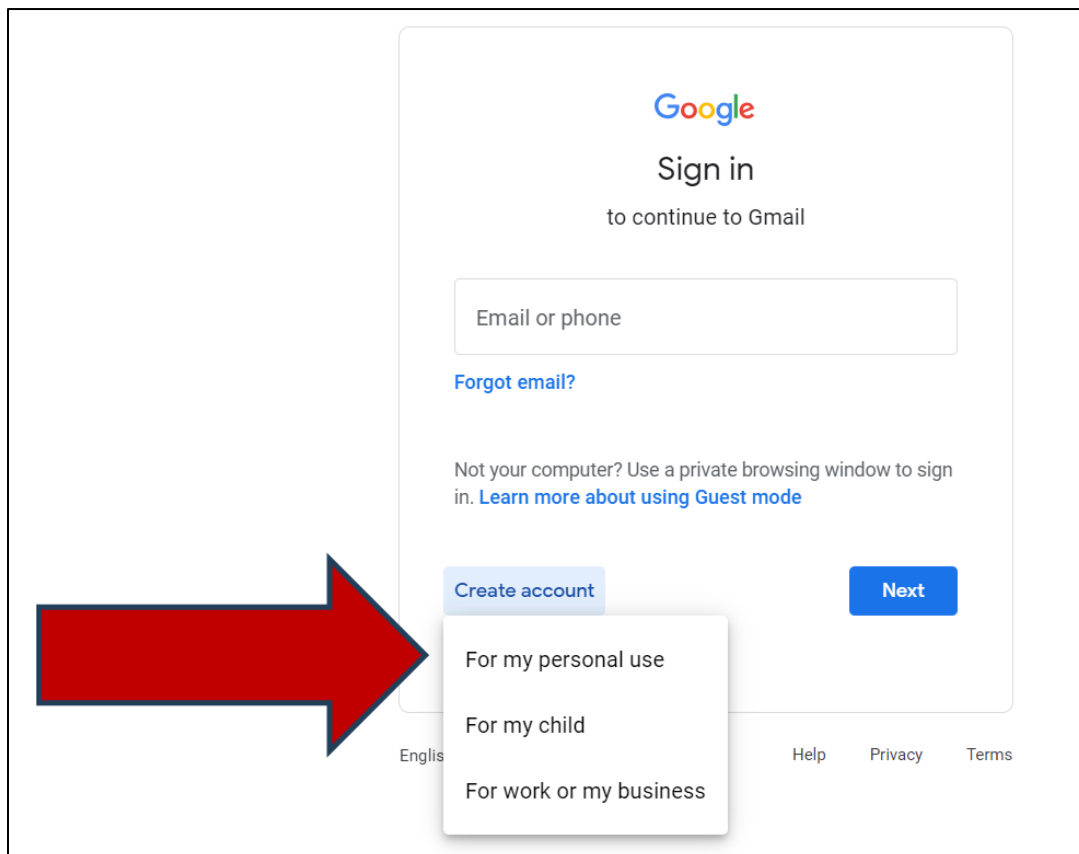 Google
Sign in
to continue to Gmail
Email or phone
Forgot email?
Not your computer? Use a private browsing window to sign
in. Learn more about using Guest mode
Create account
Next
For my personal use
For my child
For work or my business
Help Privacy Terms